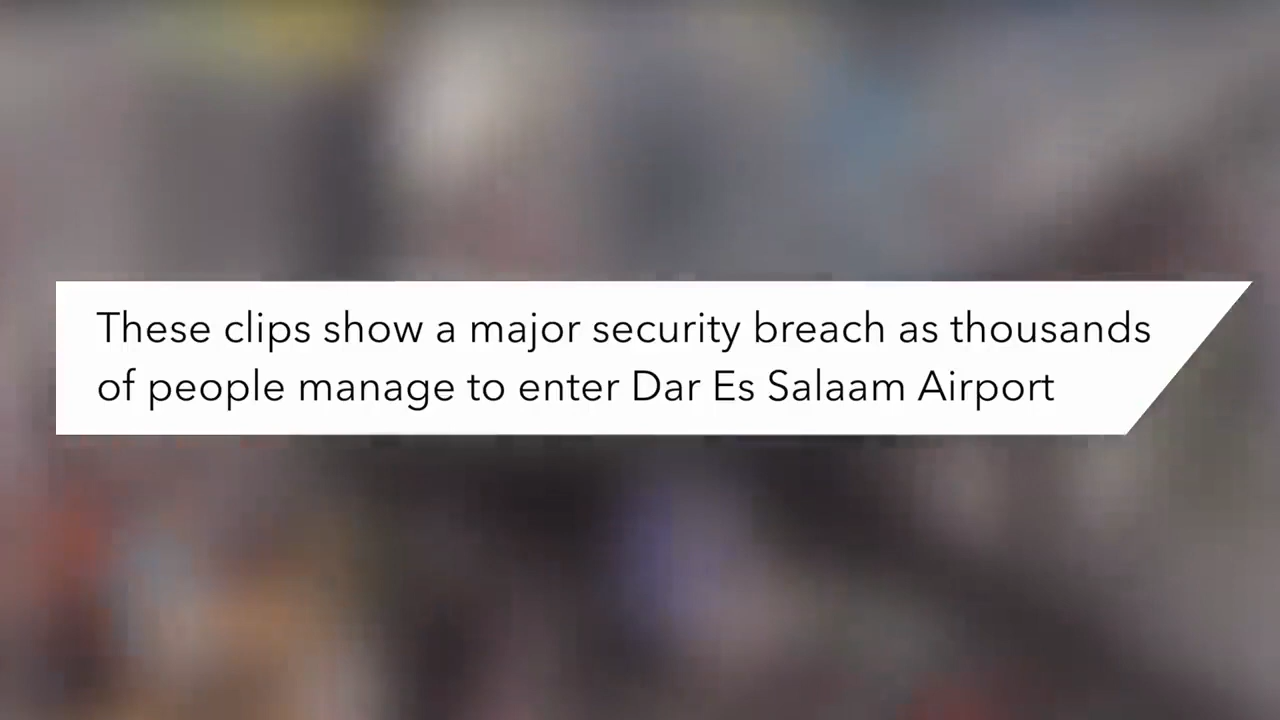 These clips show a major security breach as thousands
of people manage to enter Dar Es Salaam Airport